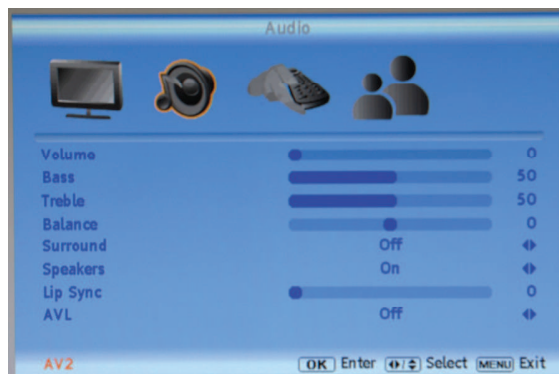 Audio
Volume 0
Bass 50
Treble 50
Balance 0
Surround Off
Speakers On
Lip Sync 0
AVL Off
AV2 OK Enter Select MENU Exit